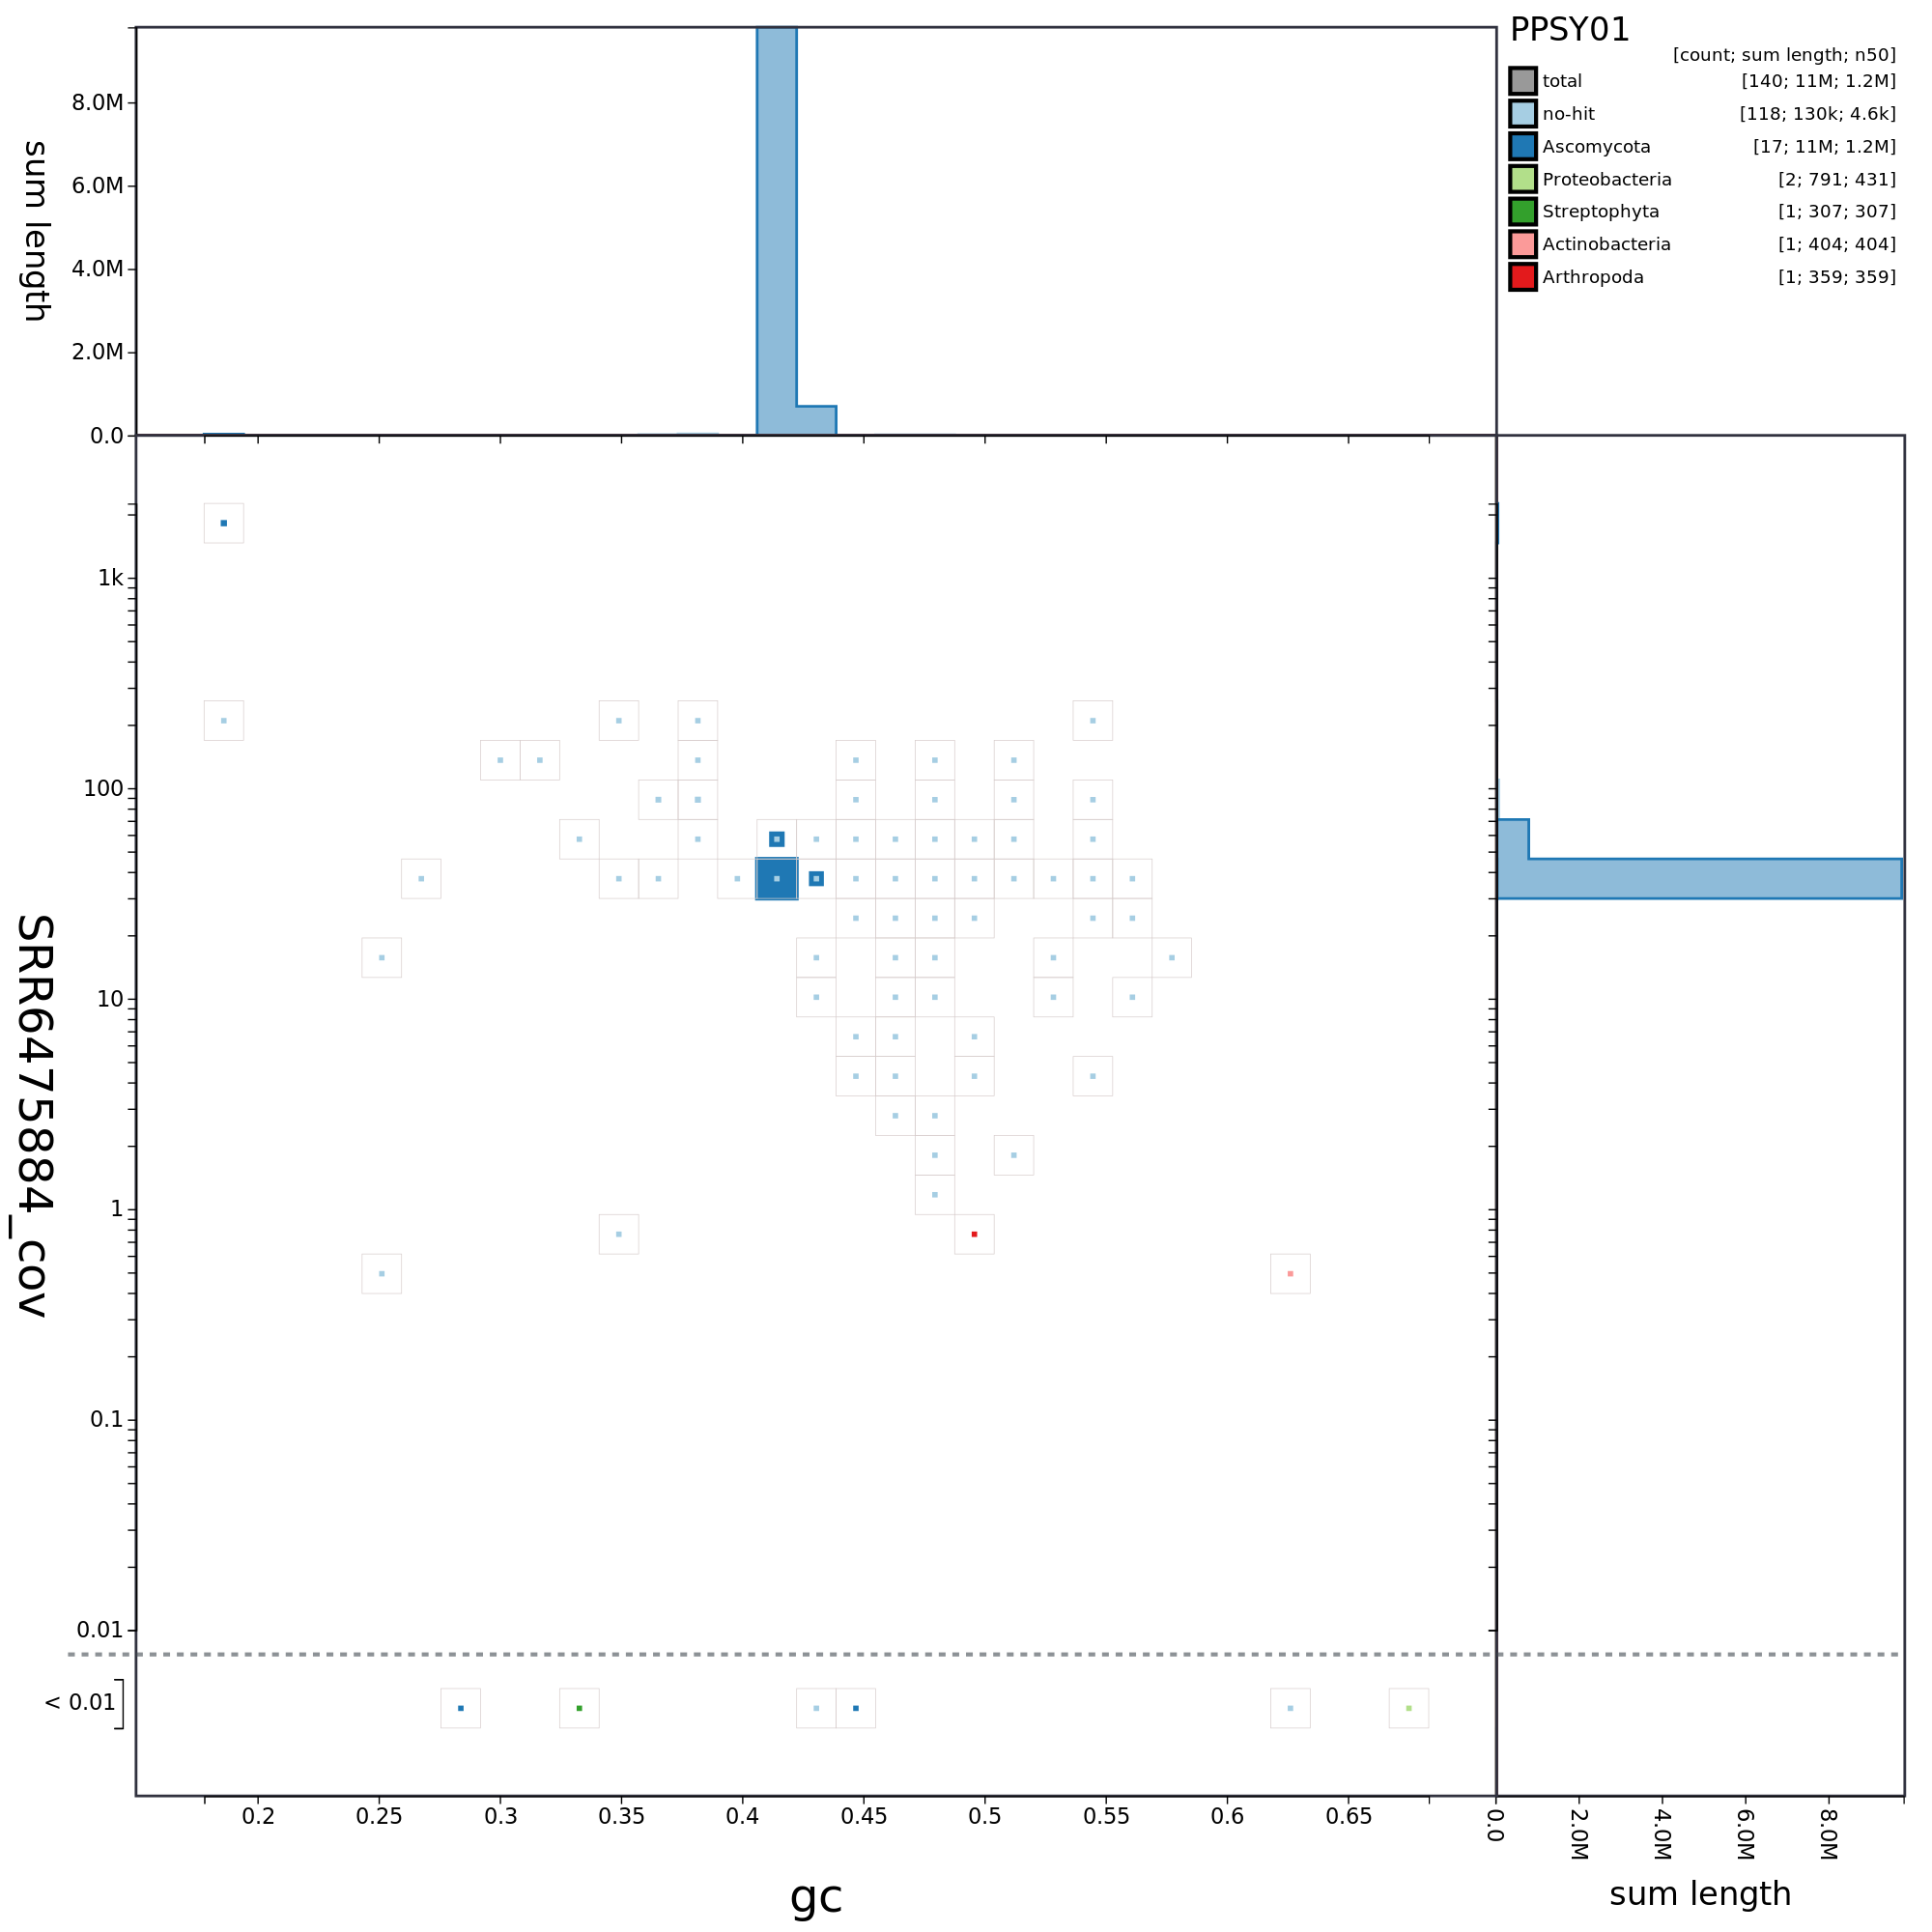 PPSY01
[count; sum length; n50]
total [140; 11M; 1.2M]
no-hit [118; 130k; 4.6k]
Ascomycota [17; 11M; 1.2M]
Proteobacteria [2; 791; 431]
Streptophyta [1; 307; 307]
Actinobacteria [1; 404; 404]
Arthropoda [1; 359; 359]
sum length
8.0M
6.0M
4.0M
2.0M
0.0
SRR6475884_cov
1k
100
10
1
0.1
0.01
< 0.01
0.2 0.25 0.3 0.35 0.4 0.45 0.5 0.55 0.6 0.65
gc
0.0 2.0M 4.0M 6.0M 8.0M
sum length